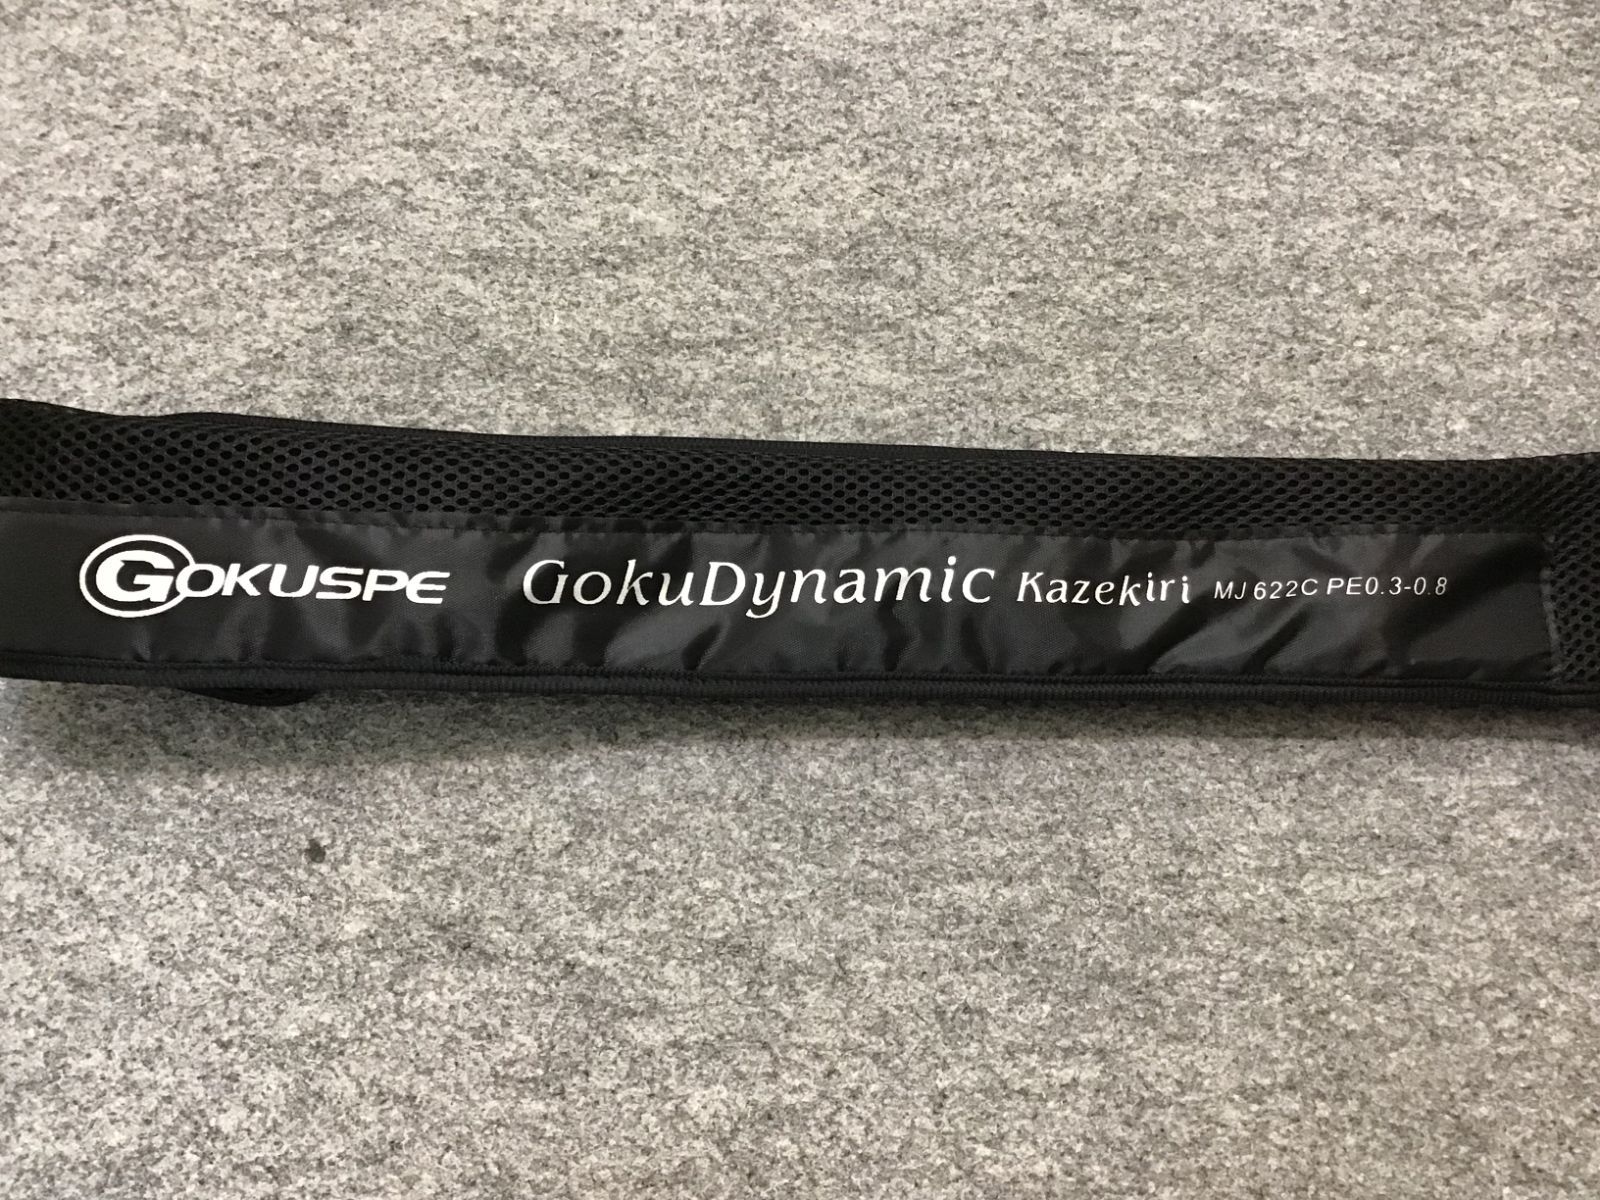 GOKUSPE GokuDynamic Kazekiri MJ 622C PE0.3-0.8